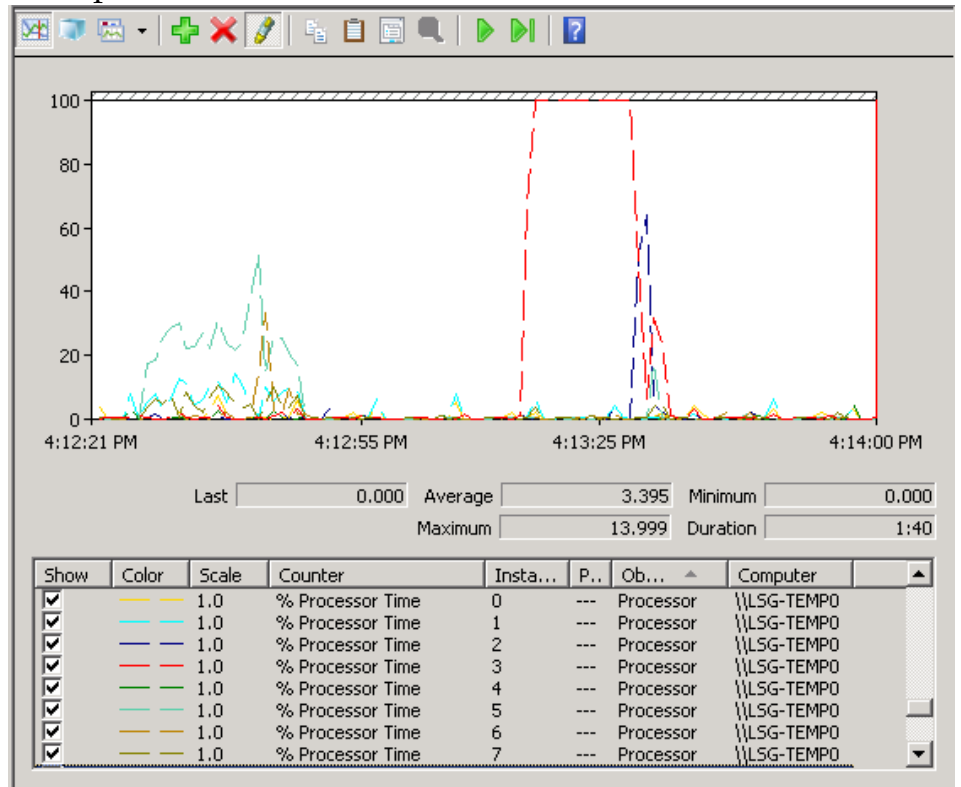 100
80
60
40
20
0
4:12:21 PM 4:12:55 PM 4:13:25 PM 4:14:00 PM
Last 0.000 Average 3.395 Minimum 0.000
Maximum 13.999 Duration 1:40
Show Color Scale Counter Insta... P.. Ob... Computer
1.0 % Processor Time 0 --- Processor \\LSG-TEMP0
1.0 % Processor Time 1 --- Processor \\LSG-TEMP0
1.0 % Processor Time 2 --- Processor \\LSG-TEMP0
1.0 % Processor Time 3 --- Processor \\LSG-TEMP0
1.0 % Processor Time 4 --- Processor \\LSG-TEMP0
1.0 % Processor Time 5 --- Processor \\LSG-TEMP0
1.0 % Processor Time 6 --- Processor \\LSG-TEMP0
1.0 % Processor Time 7 --- Processor \\LSG-TEMP0